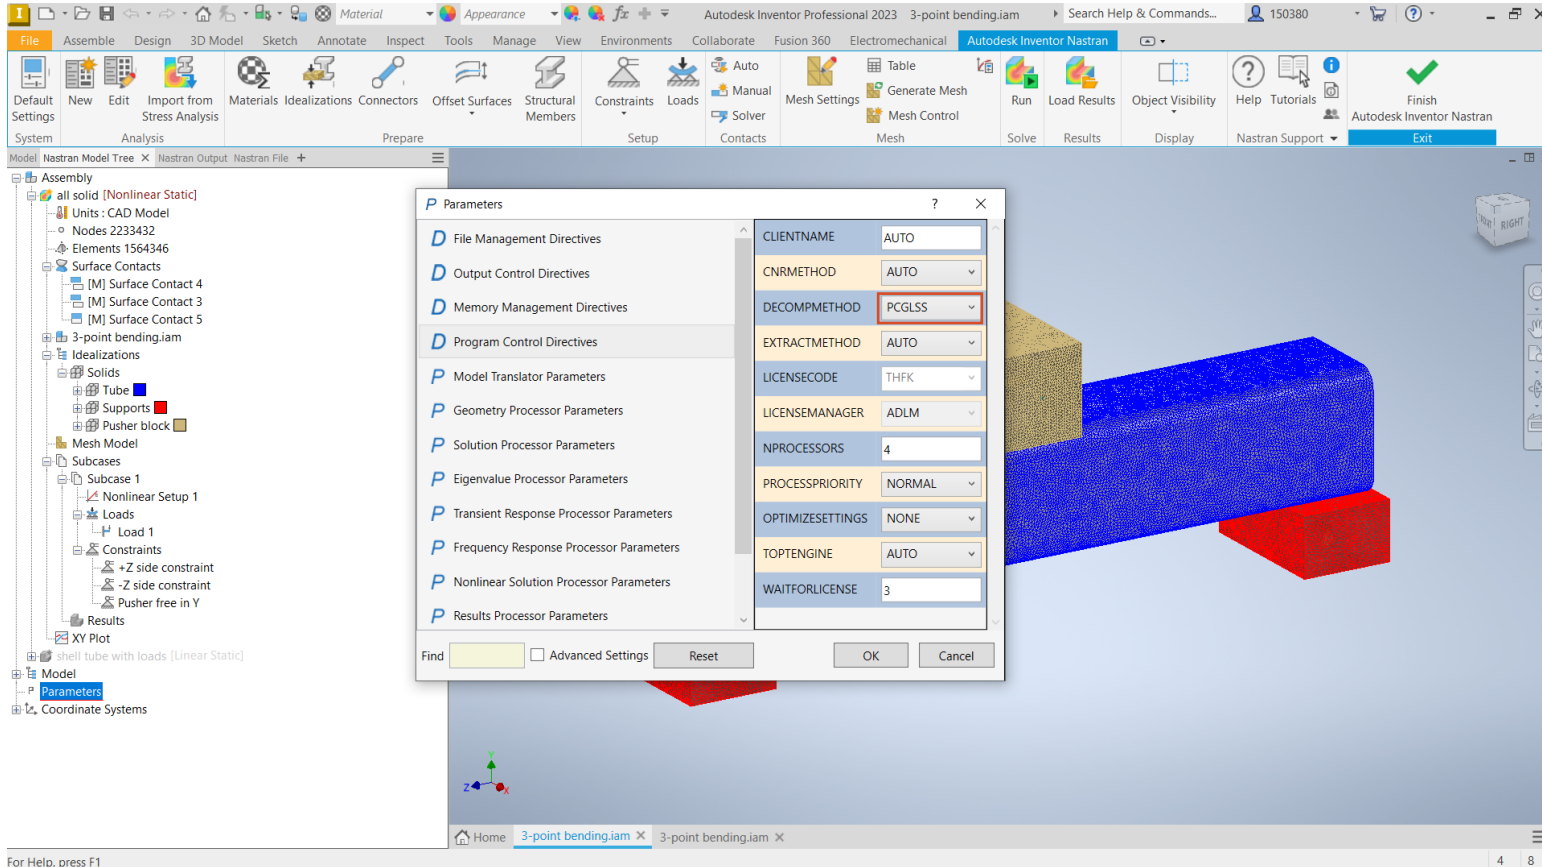 I Material Appearance fx Autodesk Inventor Professional 2023 3-point bending.iam Search Help & Commands... 150380
File Assemble Design 3D Model Sketch Annotate Inspect Tools Manage View Environments Collaborate Fusion 360 Electromechanical Autodesk Inventor Nastran
Default Settings
New
Edit
Import from Stress Analysis
Materials
Idealizations
Connectors
Offset Surfaces
Structural Members
Constraints
Loads
Auto
Manual
Solver
Mesh Settings
Table
Generate Mesh
Mesh Control
Run
Load Results
Object Visibility
Help
Tutorials
Finish
Autodesk Inventor Nastran
System Analysis Prepare Setup Contacts Mesh Solve Results Display Nastran Support Exit
Model Nastran Model Tree Nastran Output Nastran File +
Assembly
all solid [Nonlinear Static]
Units : CAD Model
Nodes 2233432
Elements 1564346
Surface Contacts
[M] Surface Contact 4
[M] Surface Contact 3
[M] Surface Contact 5
3-point bending.iam
Idealizations
Solids
Tube
Supports
Pusher block
Mesh Model
Subcases
Subcase 1
Nonlinear Setup 1
Loads
Load 1
Constraints
+Z side constraint
-Z side constraint
Pusher free in Y
Results
XY Plot
shell tube with loads [Linear Static]
Model
Parameters
Coordinate Systems
P Parameters ?
D File Management Directives
D Output Control Directives
D Memory Management Directives
D Program Control Directives
P Model Translator Parameters
P Geometry Processor Parameters
P Solution Processor Parameters
P Eigenvalue Processor Parameters
P Transient Response Processor Parameters
P Frequency Response Processor Parameters
P Nonlinear Solution Processor Parameters
P Results Processor Parameters
CLIENTNAME AUTO
CNRMETHOD AUTO
DECOMPMETHOD PCGLSS
EXTRACTMETHOD AUTO
LICENSECODE THFK
LICENSEMANAGER ADLM
NPROCESSORS 4
PROCESSPRIORITY NORMAL
OPTIMIZESETTINGS NONE
TOPTENGINE AUTO
WAITFORLICENSE 3
Find Advanced Settings Reset OK Cancel
RIGHT
Y
Z
X
Home 3-point bending.iam 3-point bending.iam
For Help, press F1 4 8